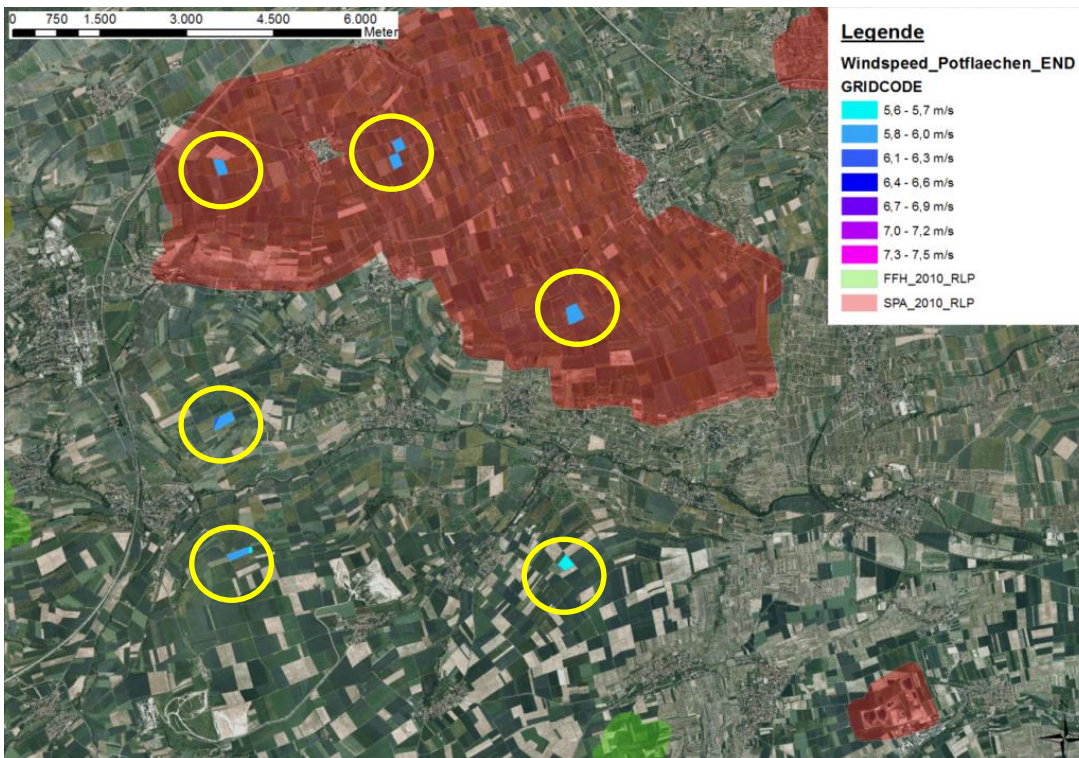 0 750 1.500 3.000 4.500 6.000
Meter
Legende
Windspeed_Potflaechen_END
GRIDCODE
5,6 - 5,7 m/s
5,8 - 6,0 m/s
6,1 - 6,3 m/s
6,4 - 6,6 m/s
6,7 - 6,9 m/s
7,0 - 7,2 m/s
7,3 - 7,5 m/s
FFH_2010_RLP
SPA_2010_RLP